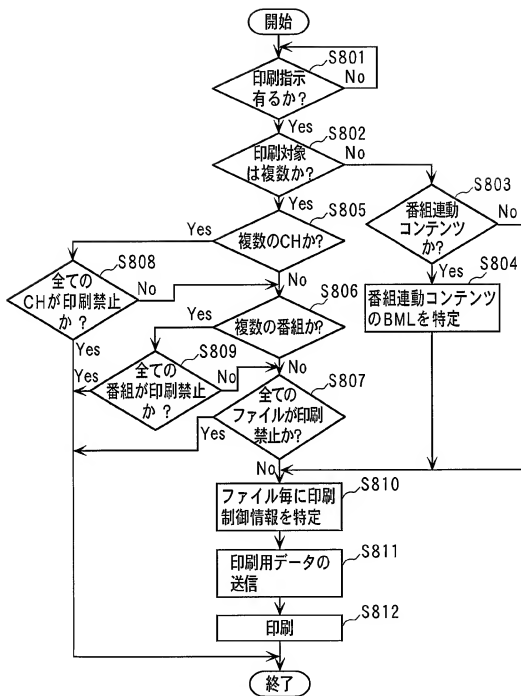 開始
S801
印刷指示
有るか?
No
Yes
S802
印刷対象
は複数か?
No
Yes
S803
番組連動
コンテンツ
か?
No
Yes
S804
番組連動コンテンツ
のBMLを特定
S805
複数のCHか?
Yes
No
S808
全ての
CHが印刷禁止
か?
No
Yes
S806
複数の番組か?
Yes
No
S809
全ての
番組が印刷禁止
か?
No
Yes
S807
全ての
ファイルが印刷
禁止か?
Yes
No
S810
ファイル毎に印刷
制御情報を特定
S811
印刷用データの
送信
S812
印刷
終了